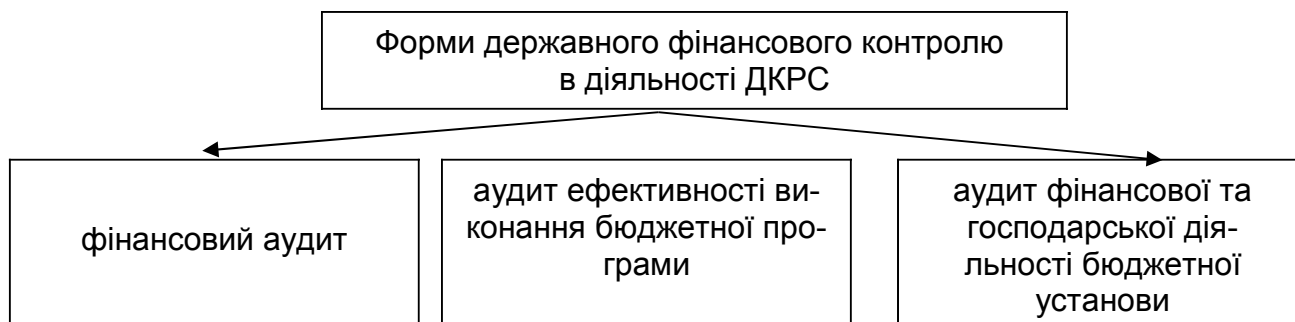 Форми державного фінансового контролю
в діяльності ДКРС
фінансовий аудит
аудит ефективності ви-
конання бюджетної про-
грами
аудит фінансової та
господарської дія-
льності бюджетної
установи